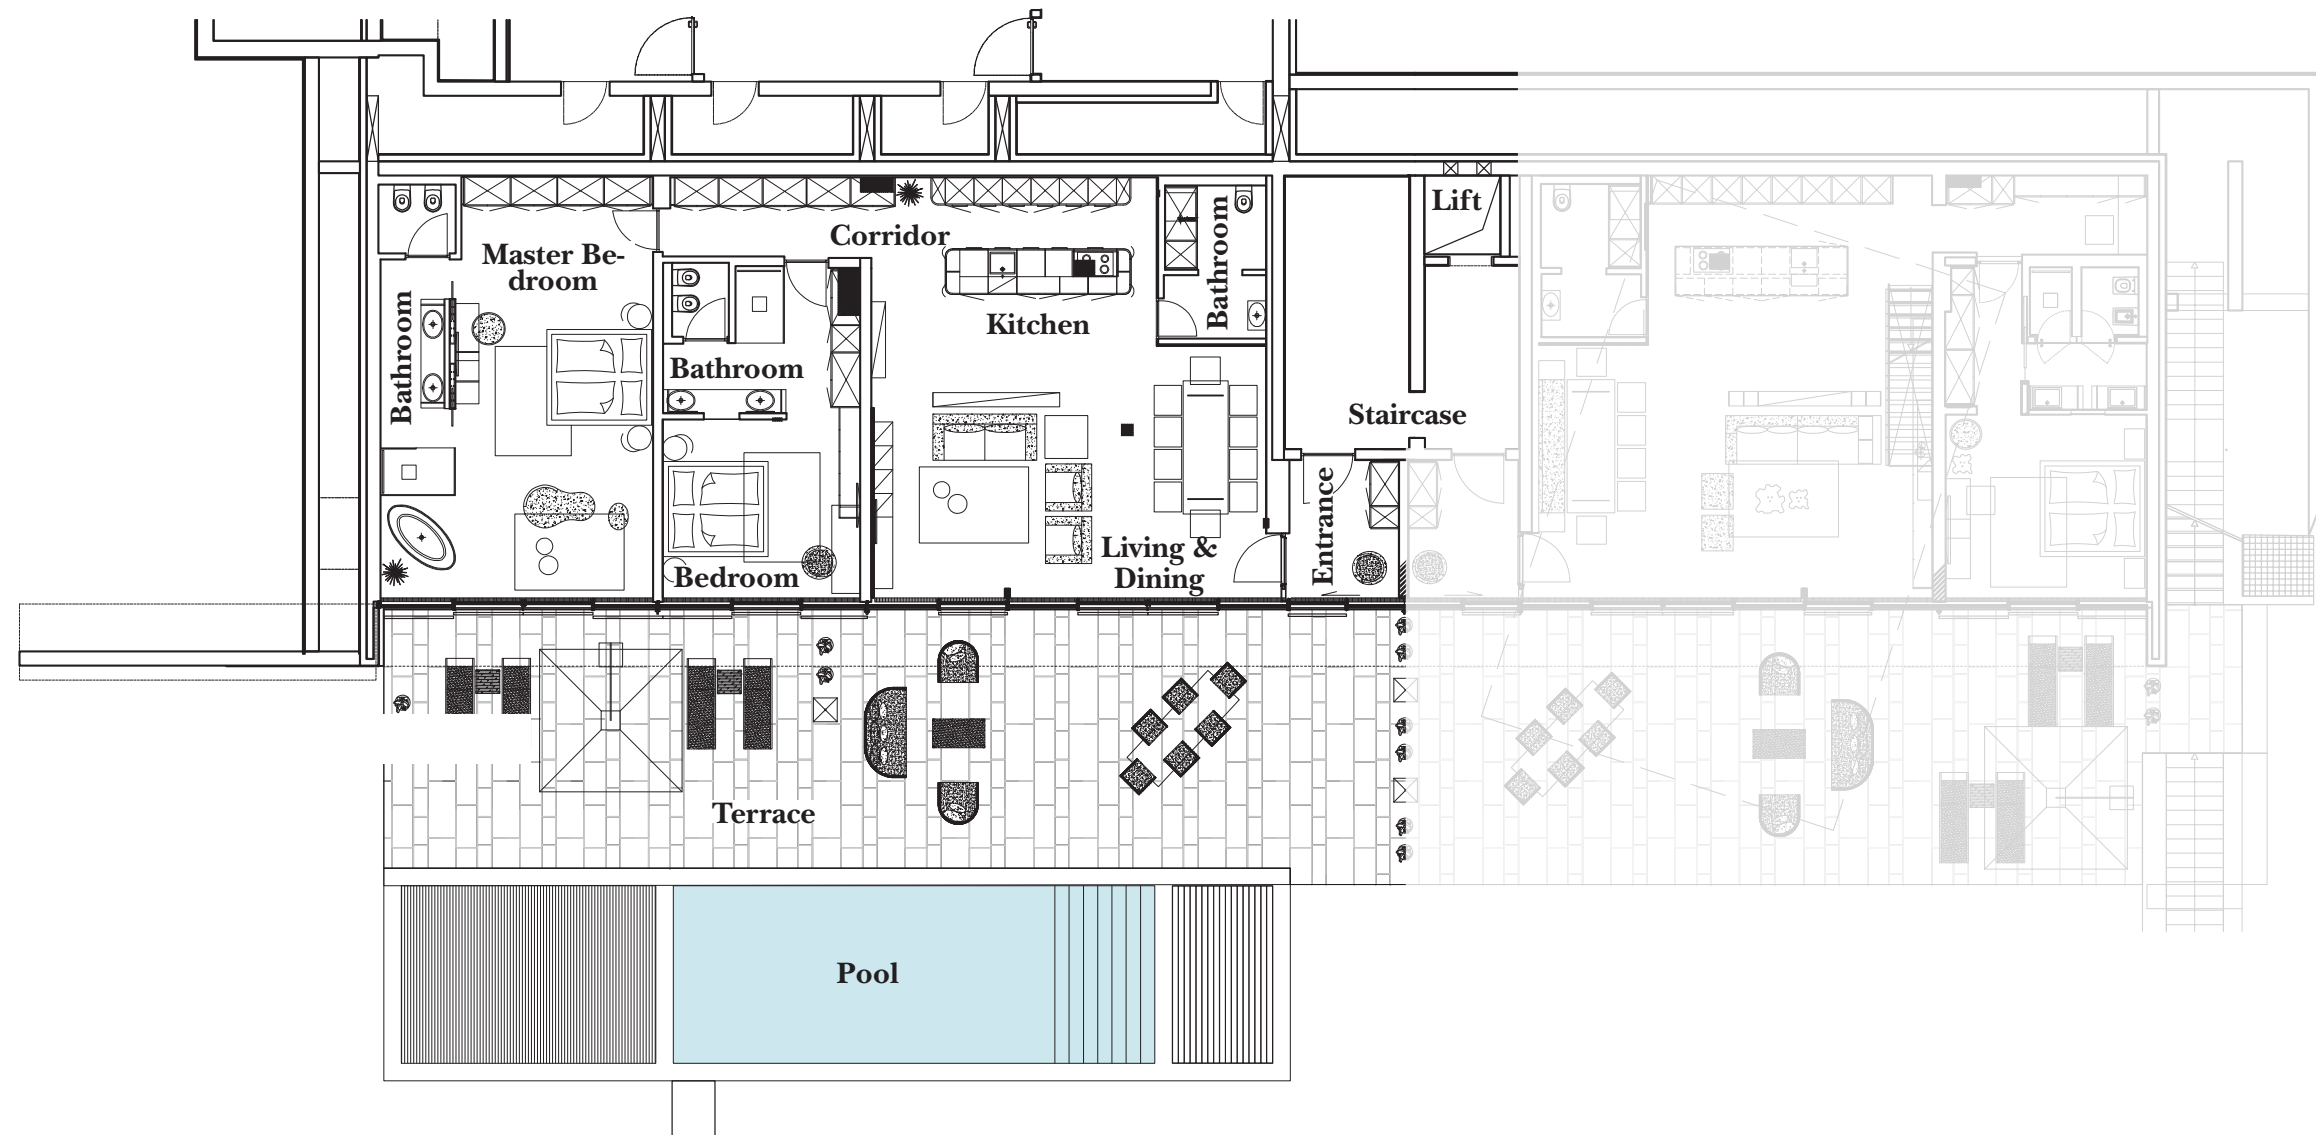 Lift
Corridor
Master Be-
droom
Bathroom
Kitchen
Bathroom
Bathroom
Staircase
Entrance
Living &
Dining
Bedroom
Terrace
Pool